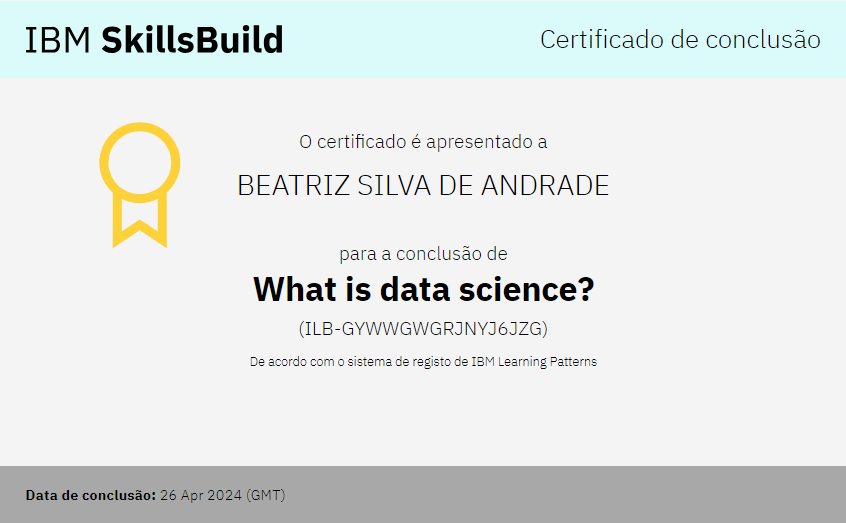 IBM SkillsBuild
Certificado de conclusão
O certificado é apresentado a
BEATRIZ SILVA DE ANDRADE
para a conclusão de
What is data science?
(ILB-GYWWGWGRJNYJ6JZG)
De acordo com o sistema de registo de IBM Learning Patterns
Data de conclusão: 26 Apr 2024 (GMT)